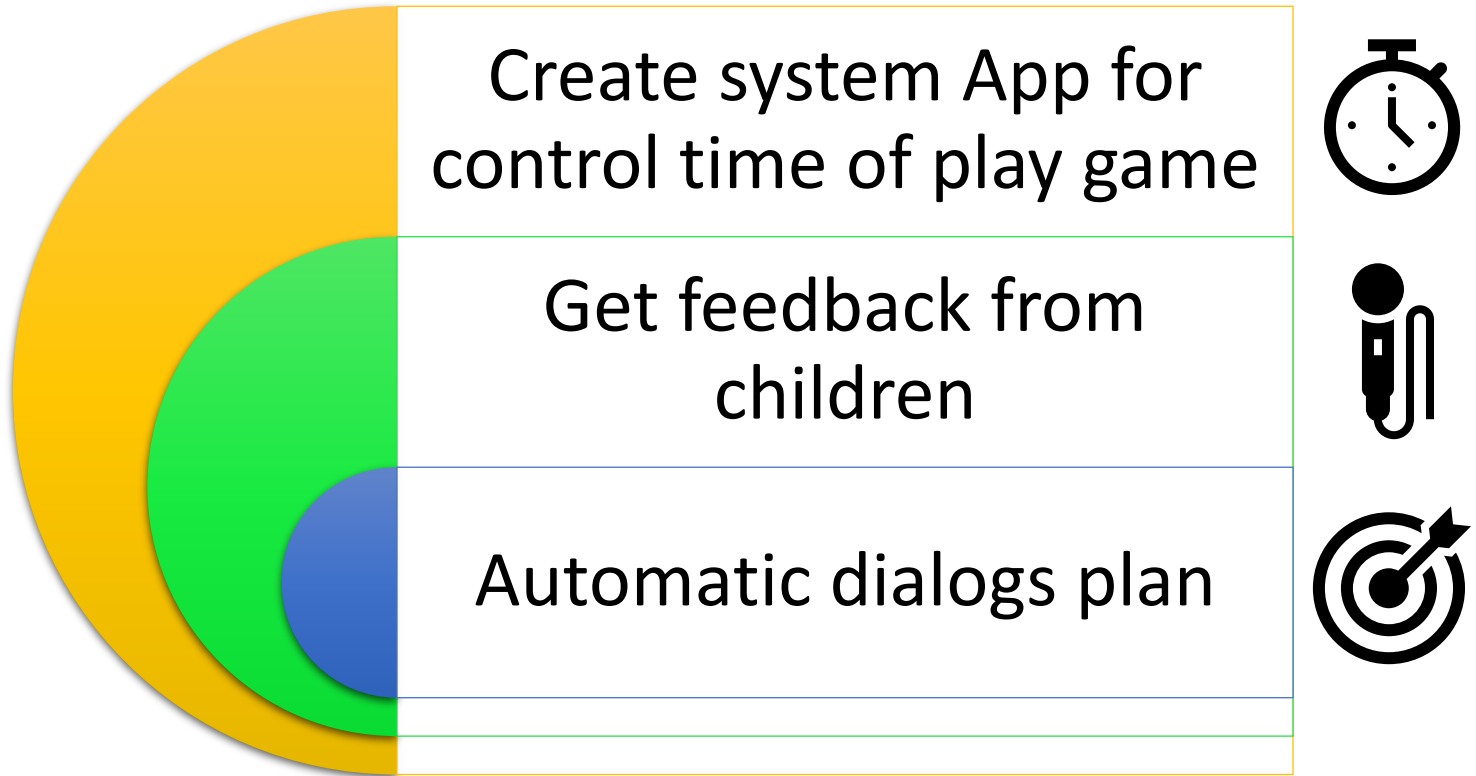 Create system App for
control time of play game
Get feedback from
children
Automatic dialogs plan